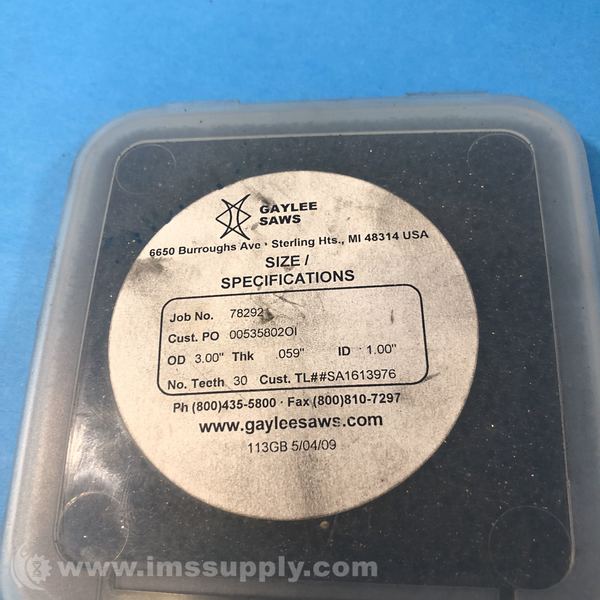 GAYLEE
SAWS
6650 Burroughs Ave • Sterling Hts., MI 48314 USA
SIZE /
SPECIFICATIONS
Job No. 78292
Cust. PO 00535802OI
OD 3.00" Thk .059" ID 1.00"
No. Teeth 30 Cust. TL##SA1613976
Ph (800)435-5800 · Fax (800)810-7297
www.gayleesaws.com
113GB 5/04/09
www.imssupply.com